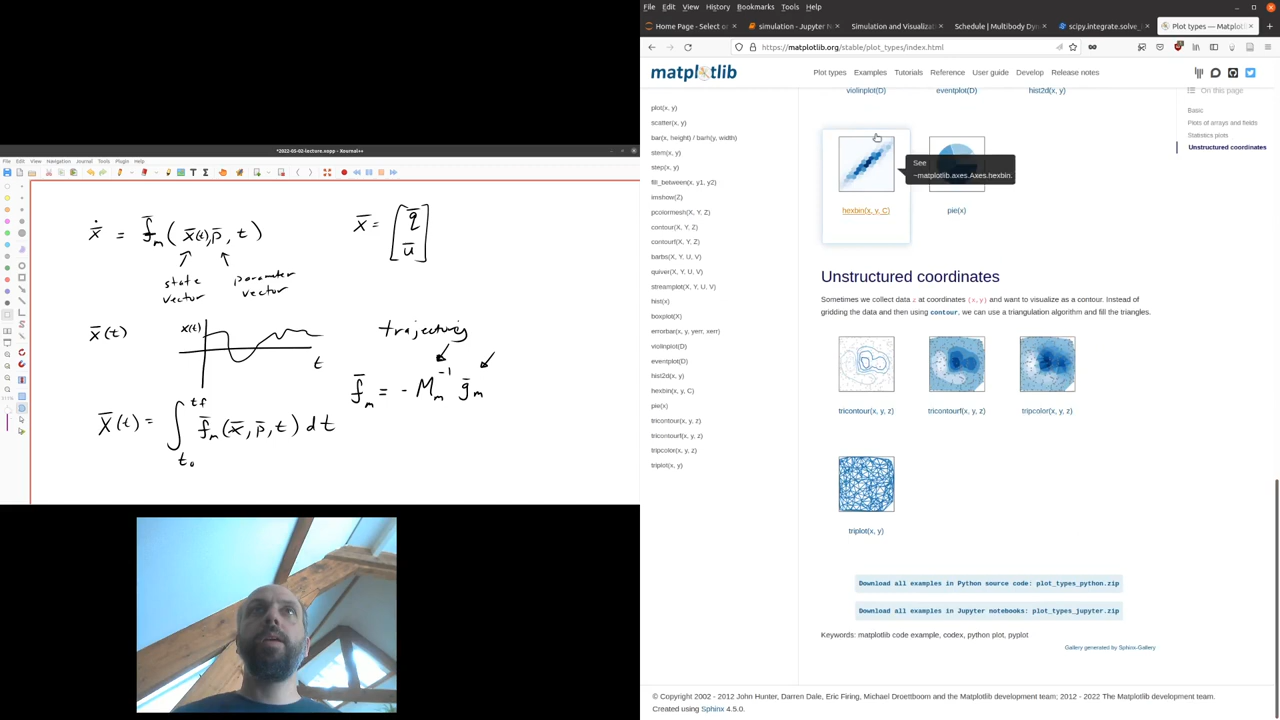 *2022-05-02-lecture.xopp - Xournal++
File Edit View Navigation Journal Tools Plugin Help
ẋ̄ = f̄ₘ ( x̄(t), p̄, t)
x̄ = [ q̄ ū ]
state vector
parameter vector
x̄(t)
x(t)
t
trajectories
f̄ₘ = - Mₘ⁻¹ ḡₘ
x̄(t) = ∫ f̄ₘ(x̄, p̄, t) dt
tf
t₀
File Edit View History Bookmarks Tools Help
Home Page - Select or
simulation - Jupyter N
Simulation and Visualizat
Schedule | Multibody Dyn
scipy.integrate.solve_
Plot types — Matplotl
https://matplotlib.org/stable/plot_types/index.html
matplotlib
Plot types Examples Tutorials Reference User guide Develop Release notes
plot(x, y)
scatter(x, y)
bar(x, height) / barh(y, width)
stem(x, y)
step(x, y)
fill_between(x, y1, y2)
imshow(Z)
pcolormesh(X, Y, Z)
contour(X, Y, Z)
contourf(X, Y, Z)
barbs(X, Y, U, V)
quiver(X, Y, U, V)
streamplot(X, Y, U, V)
hist(x)
boxplot(X)
errorbar(x, y, yerr, xerr)
violinplot(D)
eventplot(D)
hist2d(x, y)
hexbin(x, y, C)
pie(x)
tricontour(x, y, z)
tricontourf(x, y, z)
tripcolor(x, y, z)
triplot(x, y)
violinplot(D) eventplot(D) hist2d(x, y)
See
~matplotlib.axes.Axes.hexbin.
hexbin(x, y, C) pie(x)
Unstructured coordinates
Sometimes we collect data z at coordinates (x,y) and want to visualize as a contour. Instead of
gridding the data and then using contour, we can use a triangulation algorithm and fill the triangles.
tricontour(x, y, z) tricontourf(x, y, z) tripcolor(x, y, z)
triplot(x, y)
Download all examples in Python source code: plot_types_python.zip
Download all examples in Jupyter notebooks: plot_types_jupyter.zip
Keywords: matplotlib code example, codex, python plot, pyplot
Gallery generated by Sphinx-Gallery
On this page
Basic
Plots of arrays and fields
Statistics plots
Unstructured coordinates
© Copyright 2002 - 2012 John Hunter, Darren Dale, Eric Firing, Michael Droettboom and the Matplotlib development team; 2012 - 2022 The Matplotlib development team.
Created using Sphinx 4.5.0.